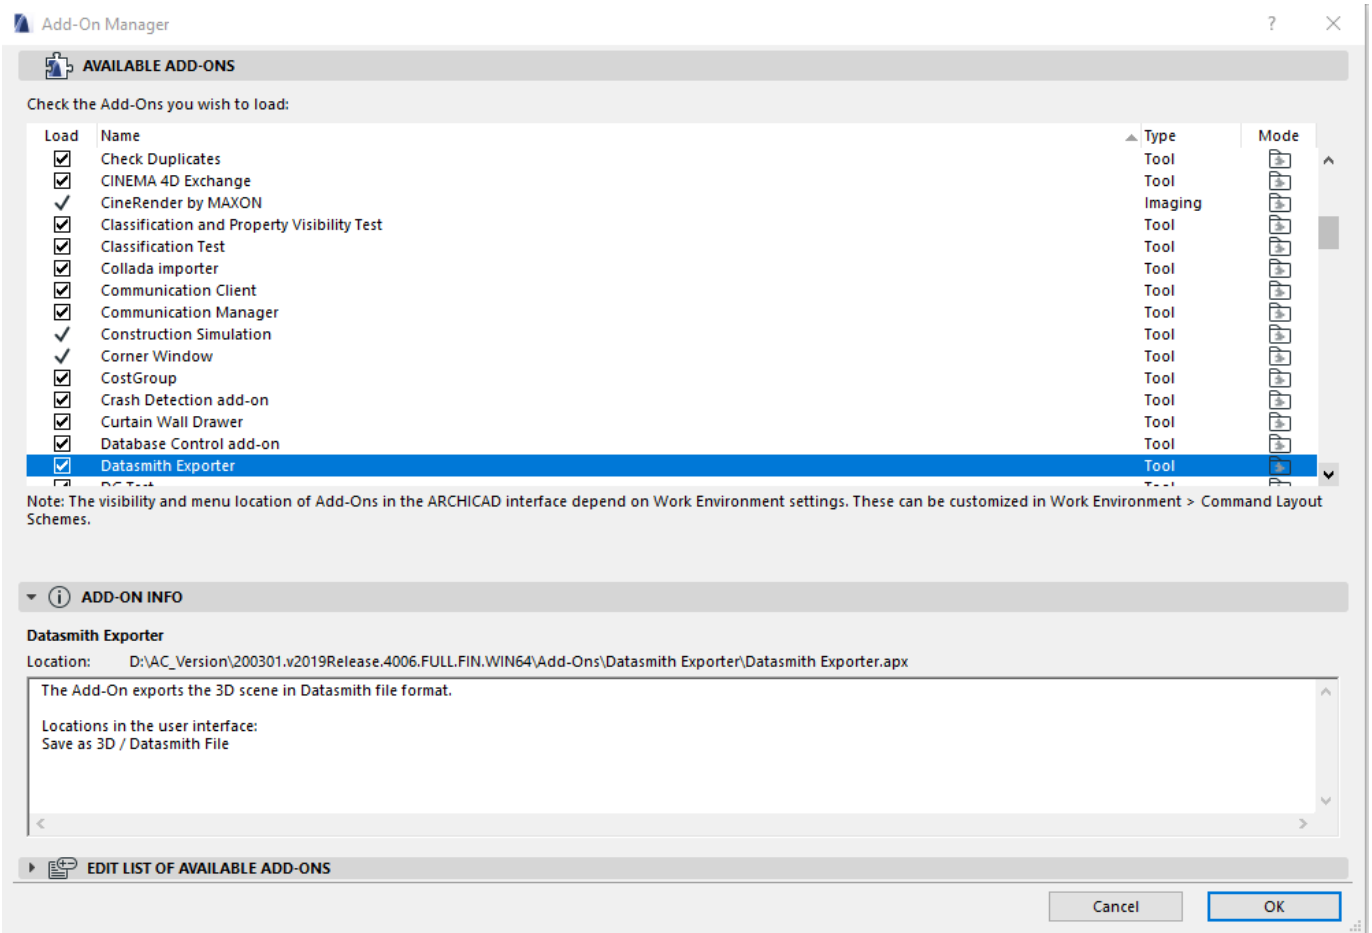 Add-On Manager
AVAILABLE ADD-ONS
Check the Add-Ons you wish to load:
Load Name Type Mode
Check Duplicates Tool
CINEMA 4D Exchange Tool
CineRender by MAXON Imaging
Classification and Property Visibility Test Tool
Classification Test Tool
Collada importer Tool
Communication Client Tool
Communication Manager Tool
Construction Simulation Tool
Corner Window Tool
CostGroup Tool
Crash Detection add-on Tool
Curtain Wall Drawer Tool
Database Control add-on Tool
Datasmith Exporter Tool
Note: The visibility and menu location of Add-Ons in the ARCHICAD interface depend on Work Environment settings. These can be customized in Work Environment > Command Layout
Schemes.
ADD-ON INFO
Datasmith Exporter
Location: D:\AC_Version\200301.v2019Release.4006.FULL.FIN.WIN64\Add-Ons\Datasmith Exporter\Datasmith Exporter.apx
The Add-On exports the 3D scene in Datasmith file format.
Locations in the user interface:
Save as 3D / Datasmith File
EDIT LIST OF AVAILABLE ADD-ONS
Cancel OK